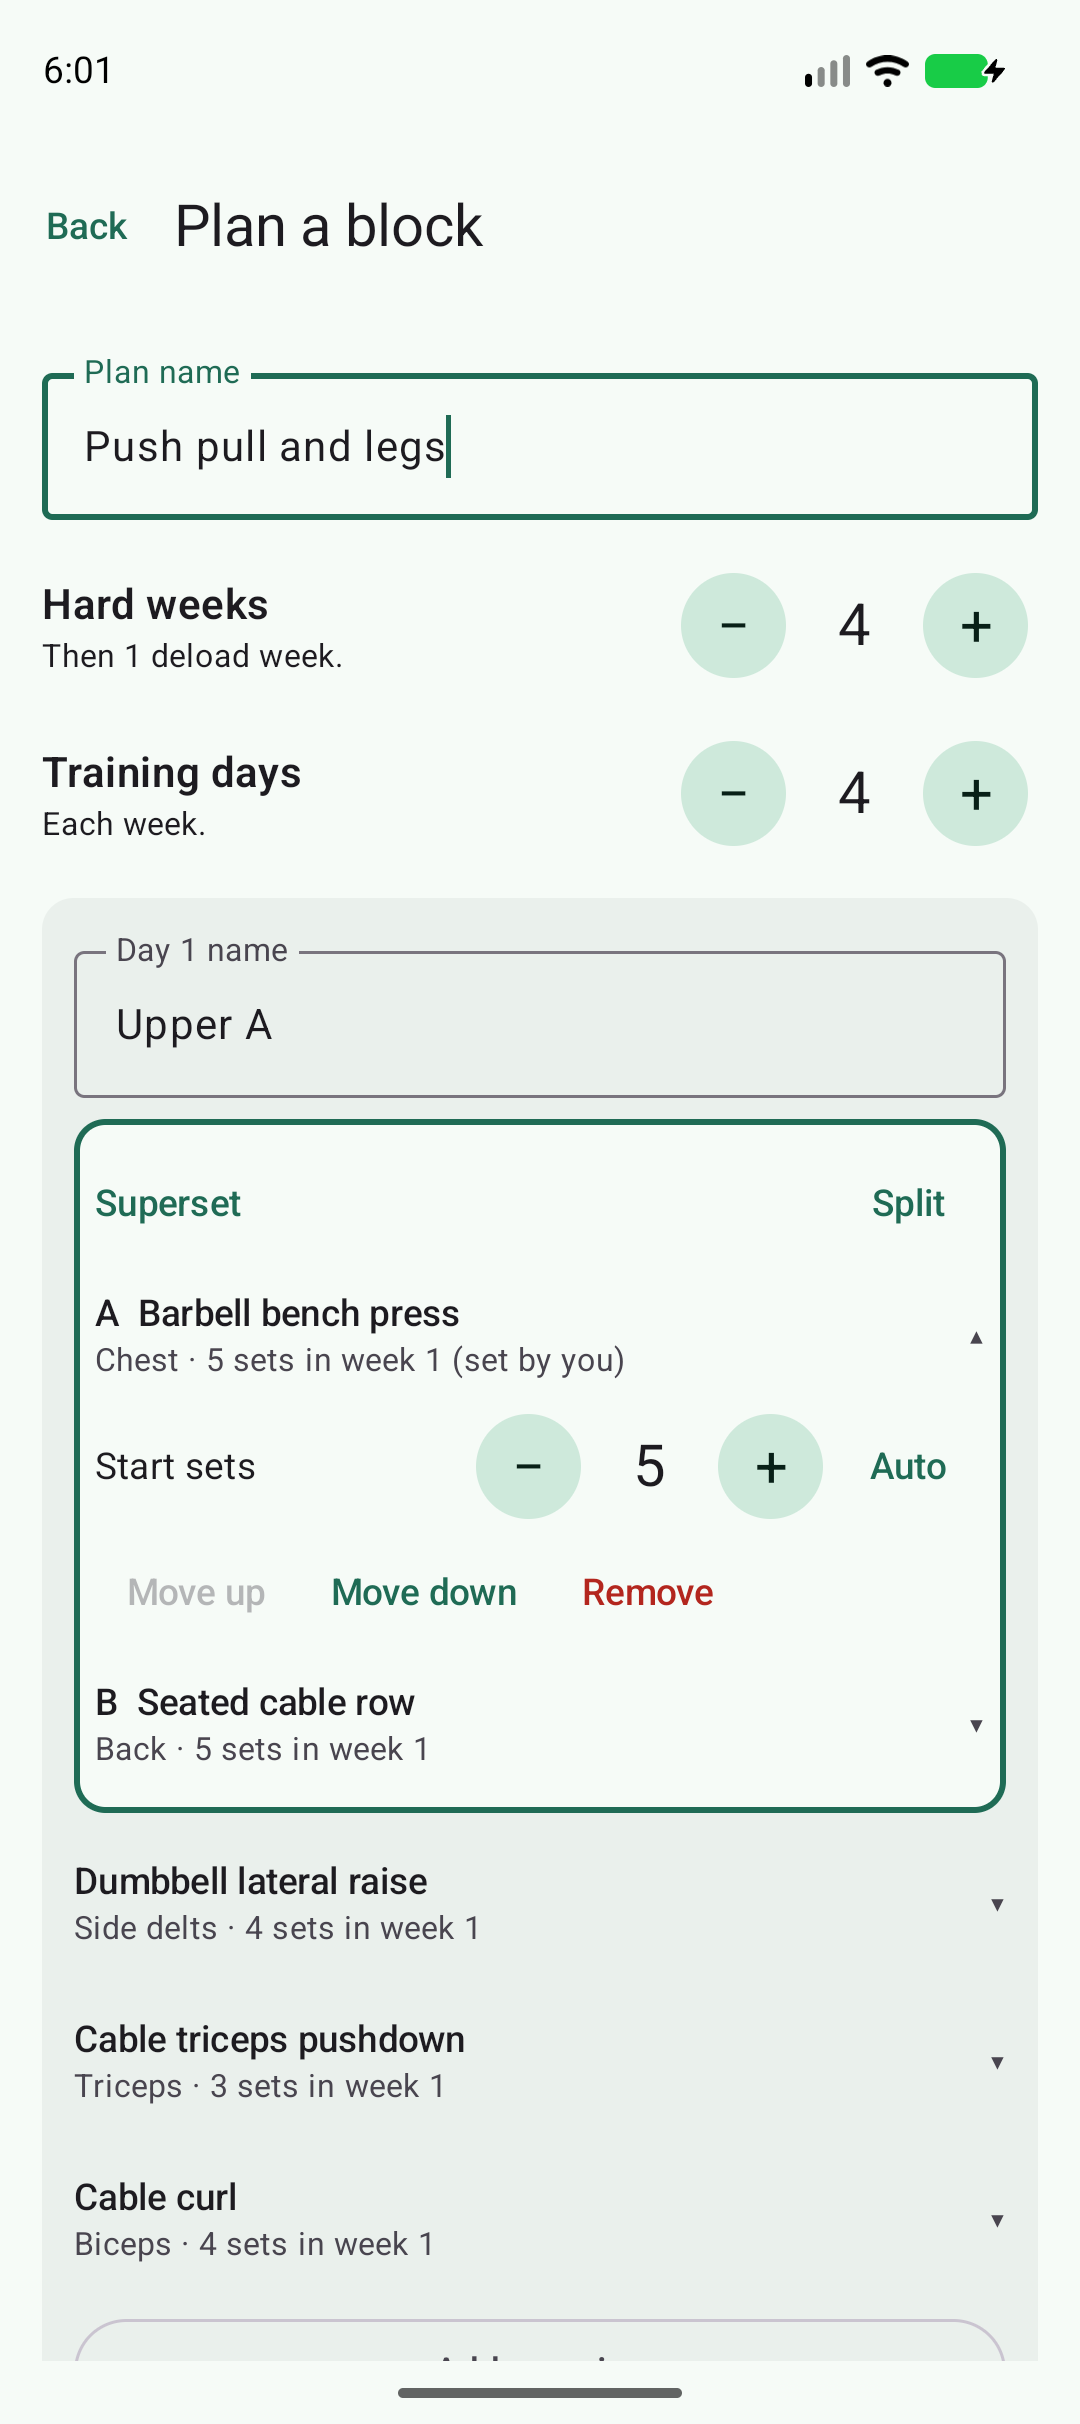 6:01
Back Plan a block
Plan name
Push pull and legs
Hard weeks
Then 1 deload week.
− 4 +
Training days
Each week.
− 4 +
Day 1 name
Upper A
Superset Split
A Barbell bench press
Chest · 5 sets in week 1 (set by you)
▲
Start sets − 5 + Auto
Move up Move down Remove
B Seated cable row
Back · 5 sets in week 1
▼
Dumbbell lateral raise
Side delts · 4 sets in week 1
▼
Cable triceps pushdown
Triceps · 3 sets in week 1
▼
Cable curl
Biceps · 4 sets in week 1
▼